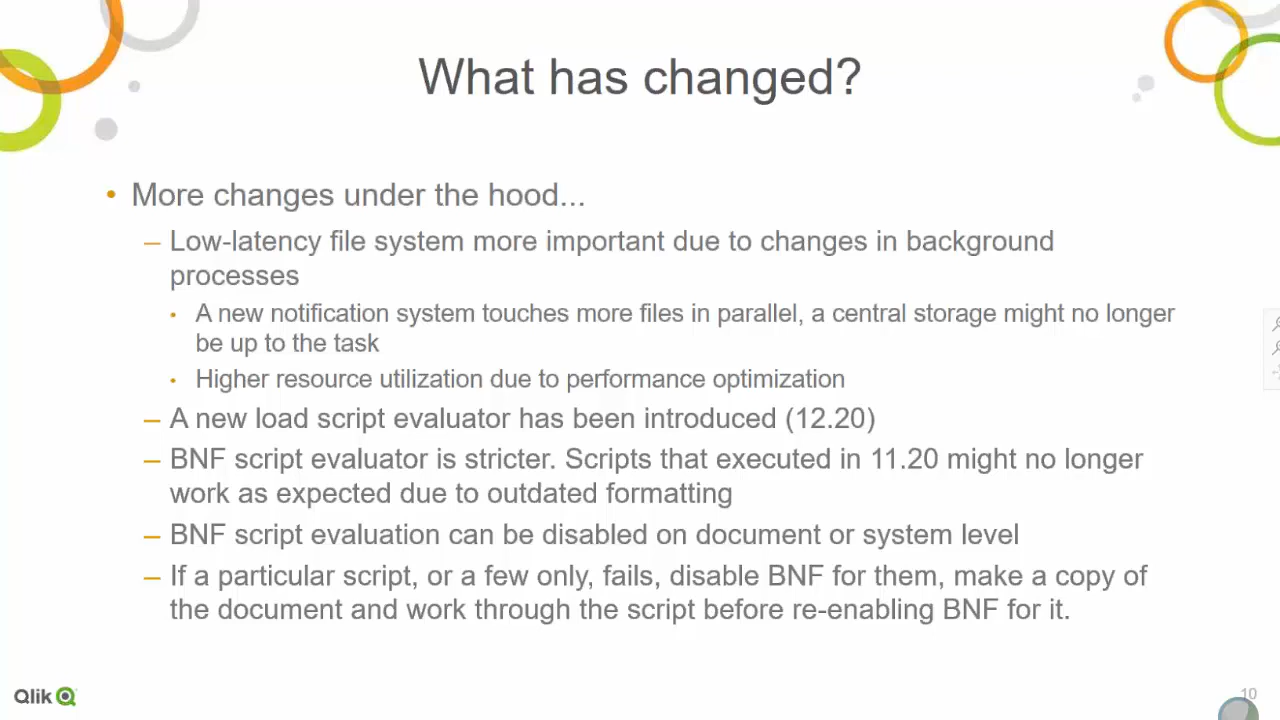 What has changed?
• More changes under the hood...
– Low-latency file system more important due to changes in background
processes
• A new notification system touches more files in parallel, a central storage might no longer
be up to the task
• Higher resource utilization due to performance optimization
– A new load script evaluator has been introduced (12.20)
– BNF script evaluator is stricter. Scripts that executed in 11.20 might no longer
work as expected due to outdated formatting
– BNF script evaluation can be disabled on document or system level
– If a particular script, or a few only, fails, disable BNF for them, make a copy of
the document and work through the script before re-enabling BNF for it.
Qlik
10